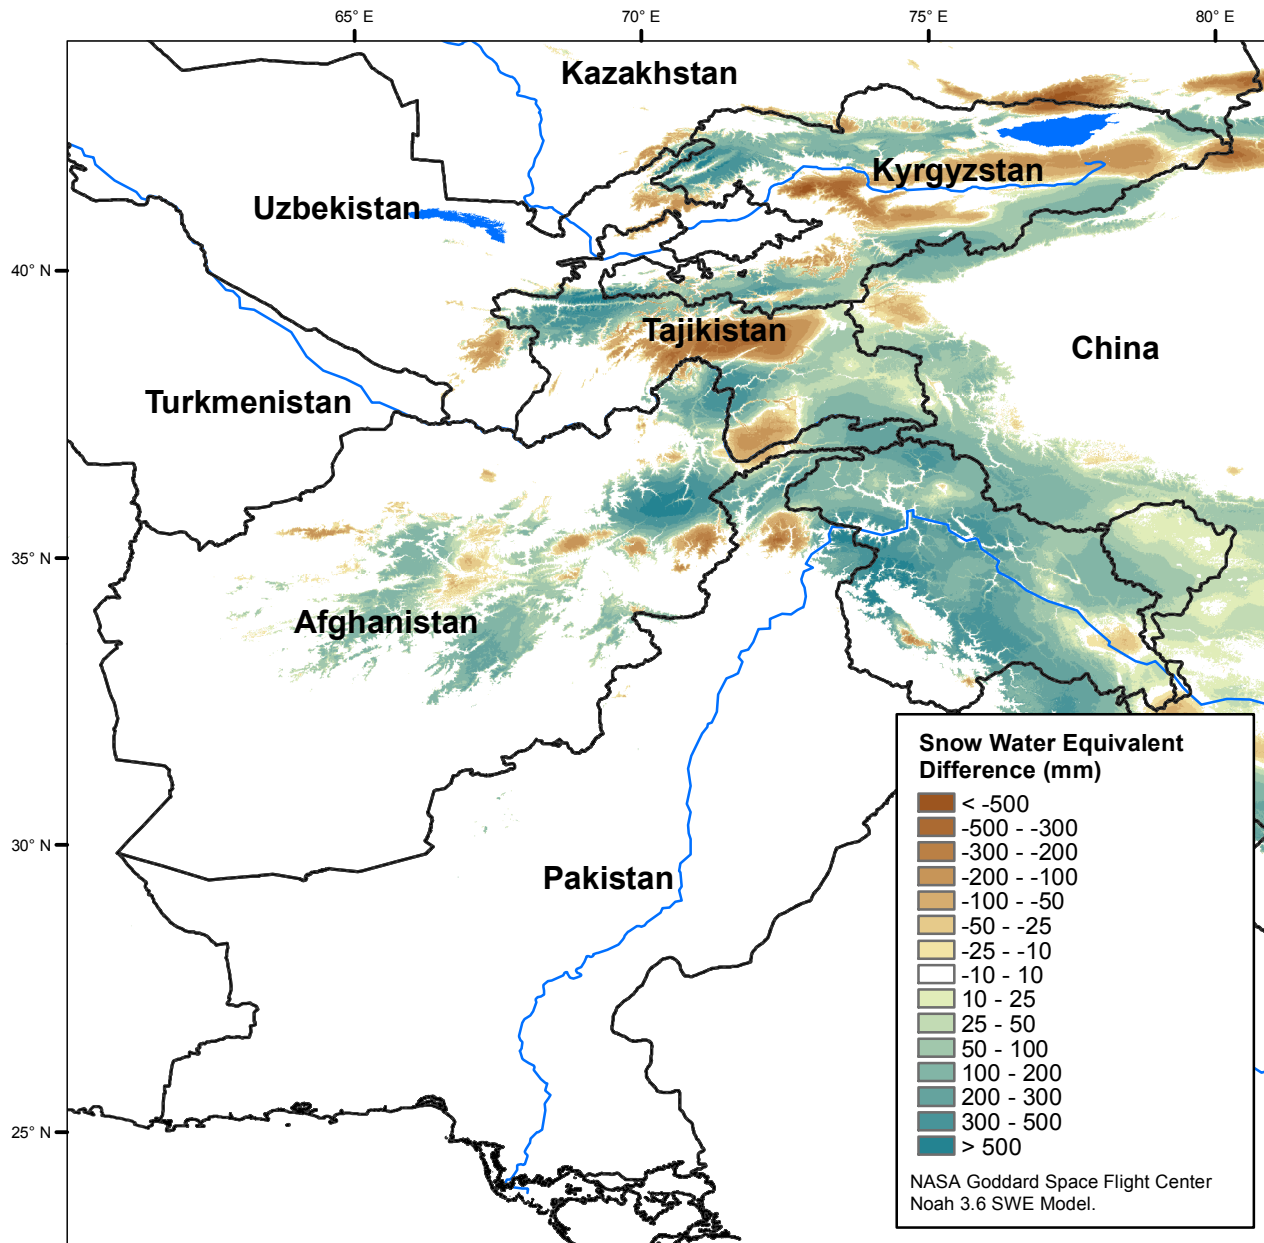 65° E
70° E
75° E
80° E
Kazakhstan
Kyrgyzstan
Uzbekistan
40° N
Tajikistan
China
Turkmenistan
35° N
Afghanistan
Snow Water Equivalent
Difference (mm)
< -500
-500 - -300
-300 - -200
-200 - -100
-100 - -50
-50 - -25
-25 - -10
-10 - 10
10 - 25
25 - 50
50 - 100
100 - 200
200 - 300
300 - 500
> 500
NASA Goddard Space Flight Center
Noah 3.6 SWE Model.
30° N
Pakistan
25° N